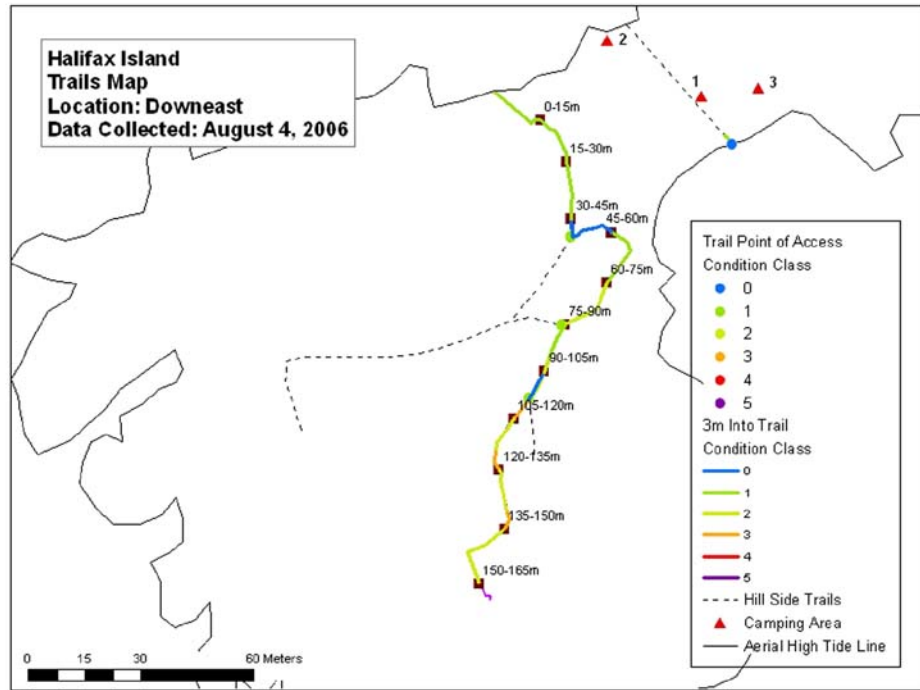 Halifax Island
Trails Map
Location: Downeast
Data Collected: August 4, 2006
2
1
3
0-15m
15-30m
30-45m
45-60m
60-75m
75-90m
90-105m
105-120m
120-135m
135-150m
150-165m
Trail Point of Access
Condition Class
0
1
2
3
4
5
3m Into Trail
Condition Class
0
1
2
3
4
5
Hill Side Trails
Camping Area
Aerial High Tide Line
0 15 30 60 Meters